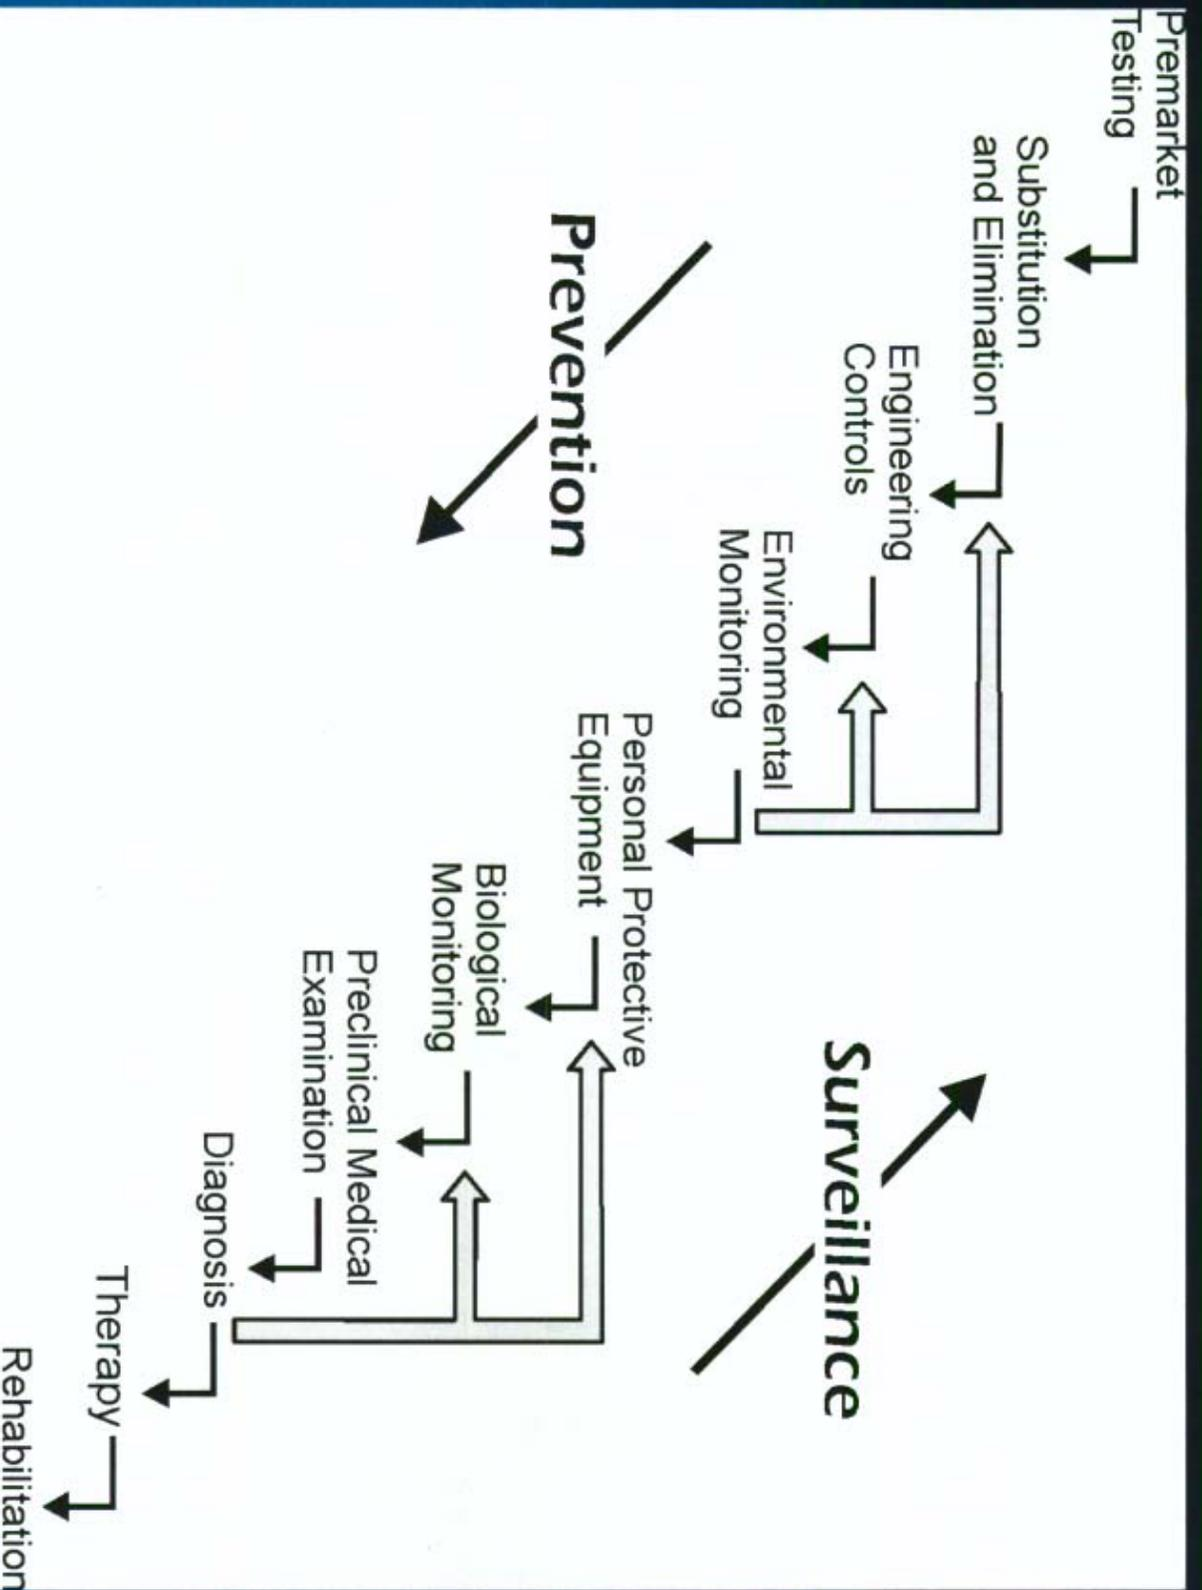 Premarket
Testing
Substitution
and Elimination
Engineering
Controls
Environmental
Monitoring
Personal Protective
Equipment
Biological
Monitoring
Preclinical Medical
Examination
Diagnosis
Therapy
Rehabilitation
Prevention
Surveillance